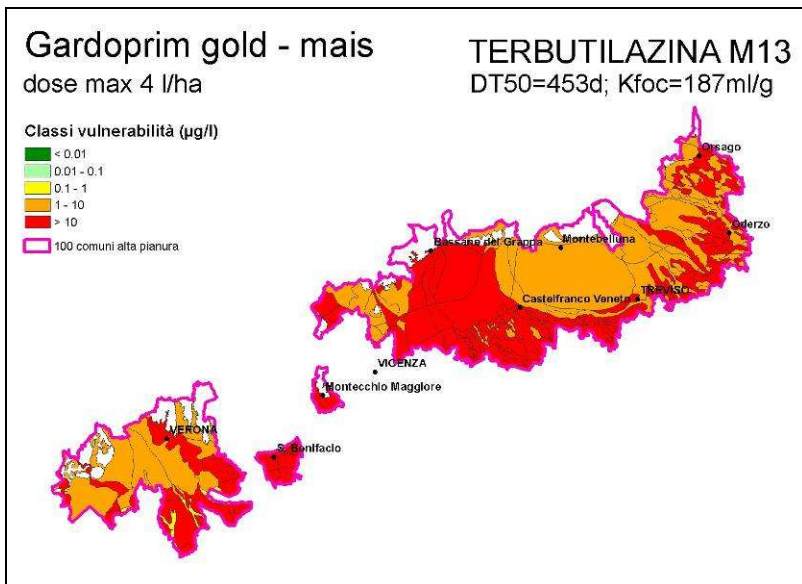 Gardoprim gold - mais
dose max 4 l/ha
TERBUTILAZINA M13
DT50=453d; Kfoc=187ml/g
Classi vulnerabilità (µg/l)
< 0.01
0.01 - 0.1
0.1 - 1
1 - 10
> 10
100 comuni alta pianura
Orsago
Oderzo
Bassano del Grappa
Montebelluna
Castelfranco Veneto
TREVISO
VICENZA
Montecchio Maggiore
VERONA
S. Bonifacio